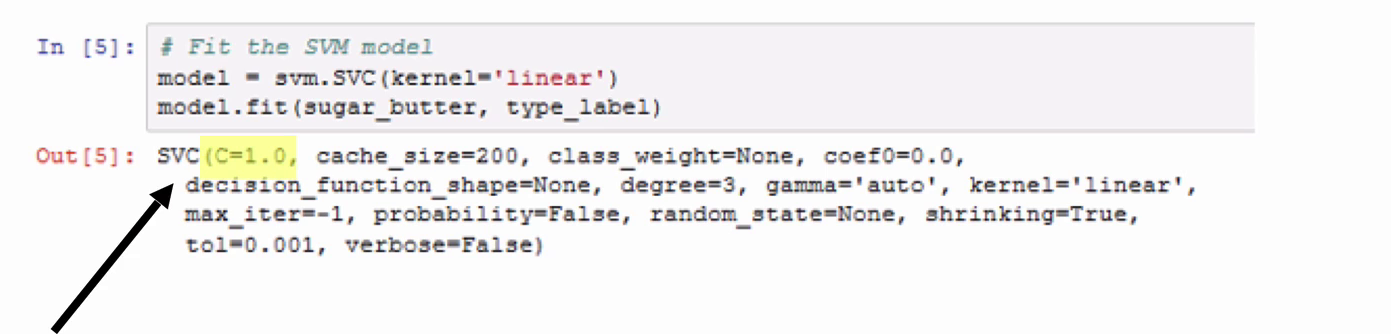 In [5]: # Fit the SVM model
model = svm.SVC(kernel='linear')
model.fit(sugar_butter, type_label)
Out[5]: SVC(C=1.0, cache_size=200, class_weight=None, coef0=0.0,
decision_function_shape=None, degree=3, gamma='auto', kernel='linear',
max_iter=-1, probability=False, random_state=None, shrinking=True,
tol=0.001, verbose=False)